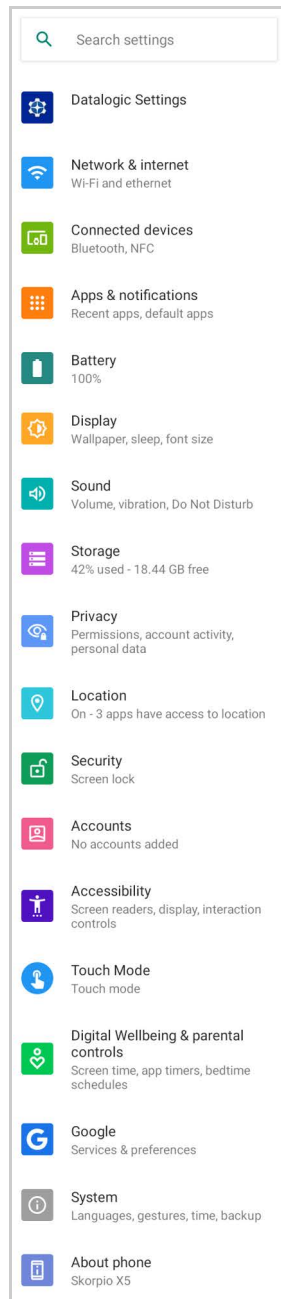 Search settings
Datalogic Settings
Network & internet
Wi-Fi and ethernet
Connected devices
Bluetooth, NFC
Apps & notifications
Recent apps, default apps
Battery
100%
Display
Wallpaper, sleep, font size
Sound
Volume, vibration, Do Not Disturb
Storage
42% used - 18.44 GB free
Privacy
Permissions, account activity,
personal data
Location
On - 3 apps have access to location
Security
Screen lock
Accounts
No accounts added
Accessibility
Screen readers, display, interaction
controls
Touch Mode
Touch mode
Digital Wellbeing & parental
controls
Screen time, app timers, bedtime
schedules
Google
Services & preferences
System
Languages, gestures, time, backup
About phone
Skorpio X5